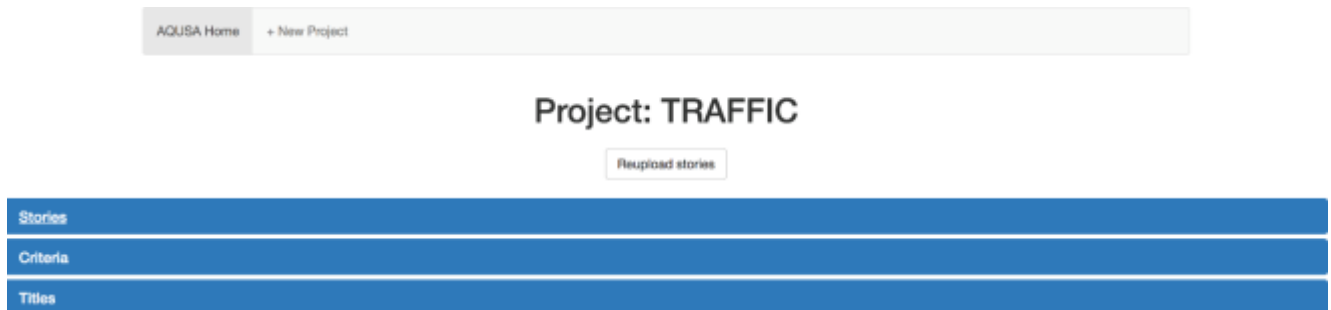 AQUSA Home + New Project
Project: TRAFFIC
Reupload stories
Stories
Criteria
Titles